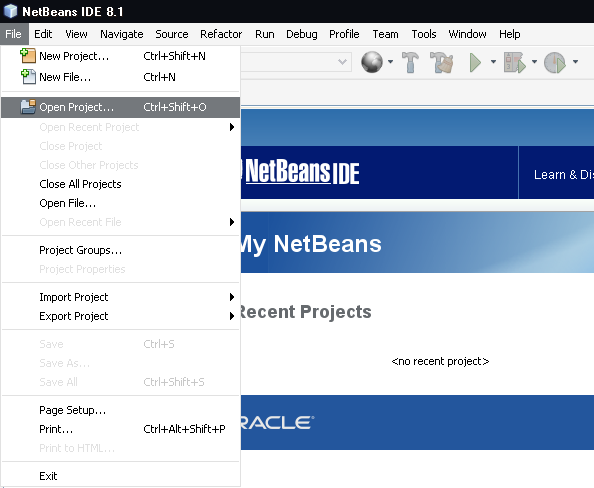 NetBeans IDE 8.1
File Edit View Navigate Source Refactor Run Debug Profile Team Tools Window Help
New Project... Ctrl+Shift+N
New File... Ctrl+N
Open Project... Ctrl+Shift+O
Open Recent Project
Close Project
Close Other Projects
Close All Projects
Open File...
Open Recent File
Project Groups...
Project Properties
Import Project
Export Project
Save Ctrl+S
Save As...
Save All Ctrl+Shift+S
Page Setup...
Print... Ctrl+Alt+Shift+P
Print to HTML...
Exit
NetBeans IDE
Learn & Dis
My NetBeans
Recent Projects
<no recent project>
RACLE